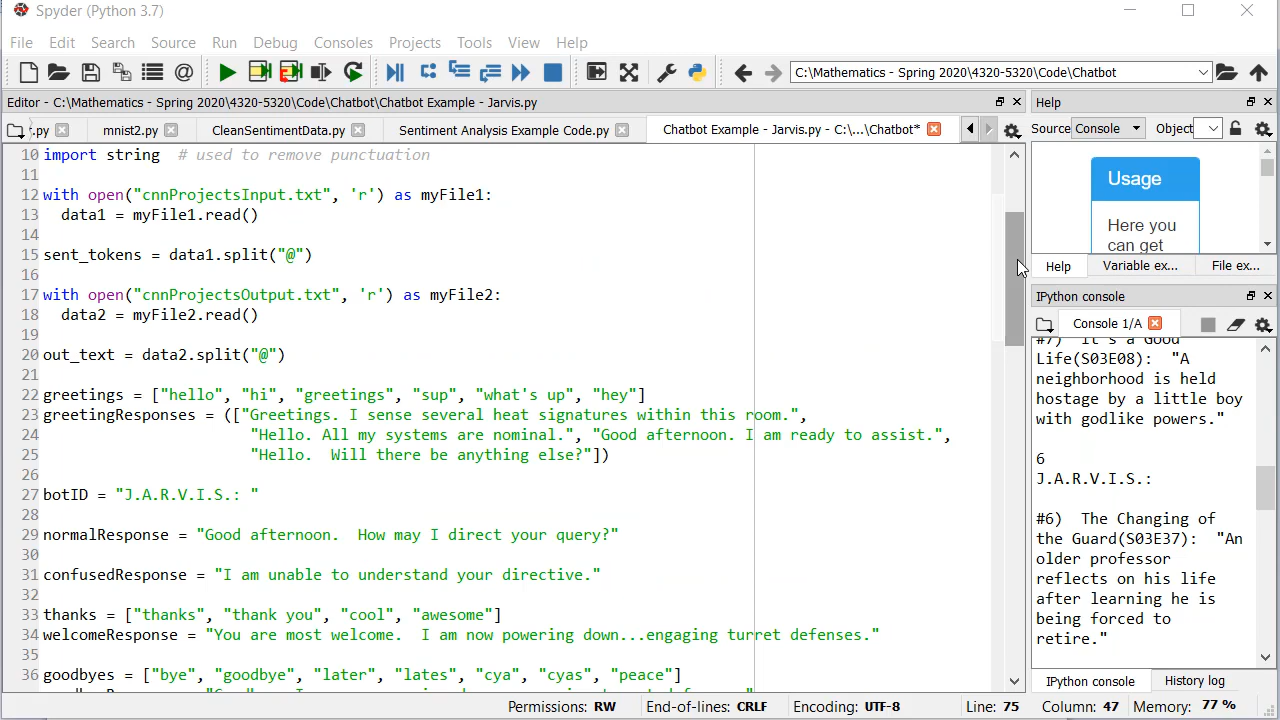 Spyder (Python 3.7)
File Edit Search Source Run Debug Consoles Projects Tools View Help
C:\Mathematics - Spring 2020\4320-5320\Code\Chatbot
Editor - C:\Mathematics - Spring 2020\4320-5320\Code\Chatbot\Chatbot Example - Jarvis.py
.py mnist2.py CleanSentimentData.py Sentiment Analysis Example Code.py Chatbot Example - Jarvis.py - C:\...\Chatbot*
10 import string  # used to remove punctuation
11
12 with open("cnnProjectsInput.txt", 'r') as myFile1:
13   data1 = myFile1.read()
14
15 sent_tokens = data1.split("@")
16
17 with open("cnnProjectsOutput.txt", 'r') as myFile2:
18   data2 = myFile2.read()
19
20 out_text = data2.split("@")
21
22 greetings = ["hello", "hi", "greetings", "sup", "what's up", "hey"]
23 greetingResponses = (["Greetings. I sense several heat signatures within this room.",
24                        "Hello. All my systems are nominal.", "Good afternoon. I am ready to assist.",
25                        "Hello.  Will there be anything else?"])
26
27 botID = "J.A.R.V.I.S.: "
28
29 normalResponse = "Good afternoon.  How may I direct your query?"
30
31 confusedResponse = "I am unable to understand your directive."
32
33 thanks = ["thanks", "thank you", "cool", "awesome"]
34 welcomeResponse = "You are most welcome.  I am now powering down...engaging turret defenses."
35
36 goodbyes = ["bye", "goodbye", "later", "lates", "cya", "cyas", "peace"]
Help
Source Console Object
Usage
Here you
can get
Help Variable ex... File ex...
IPython console
Console 1/A
#7)  It's a Good
Life(S03E08):  "A
neighborhood is held
hostage by a little boy
with godlike powers."
6
J.A.R.V.I.S.:
#6)  The Changing of
the Guard(S03E37):  "An
older professor
reflects on his life
after learning he is
being forced to
retire."
IPython console History log
Permissions: RW End-of-lines: CRLF Encoding: UTF-8 Line: 75 Column: 47 Memory: 77 %